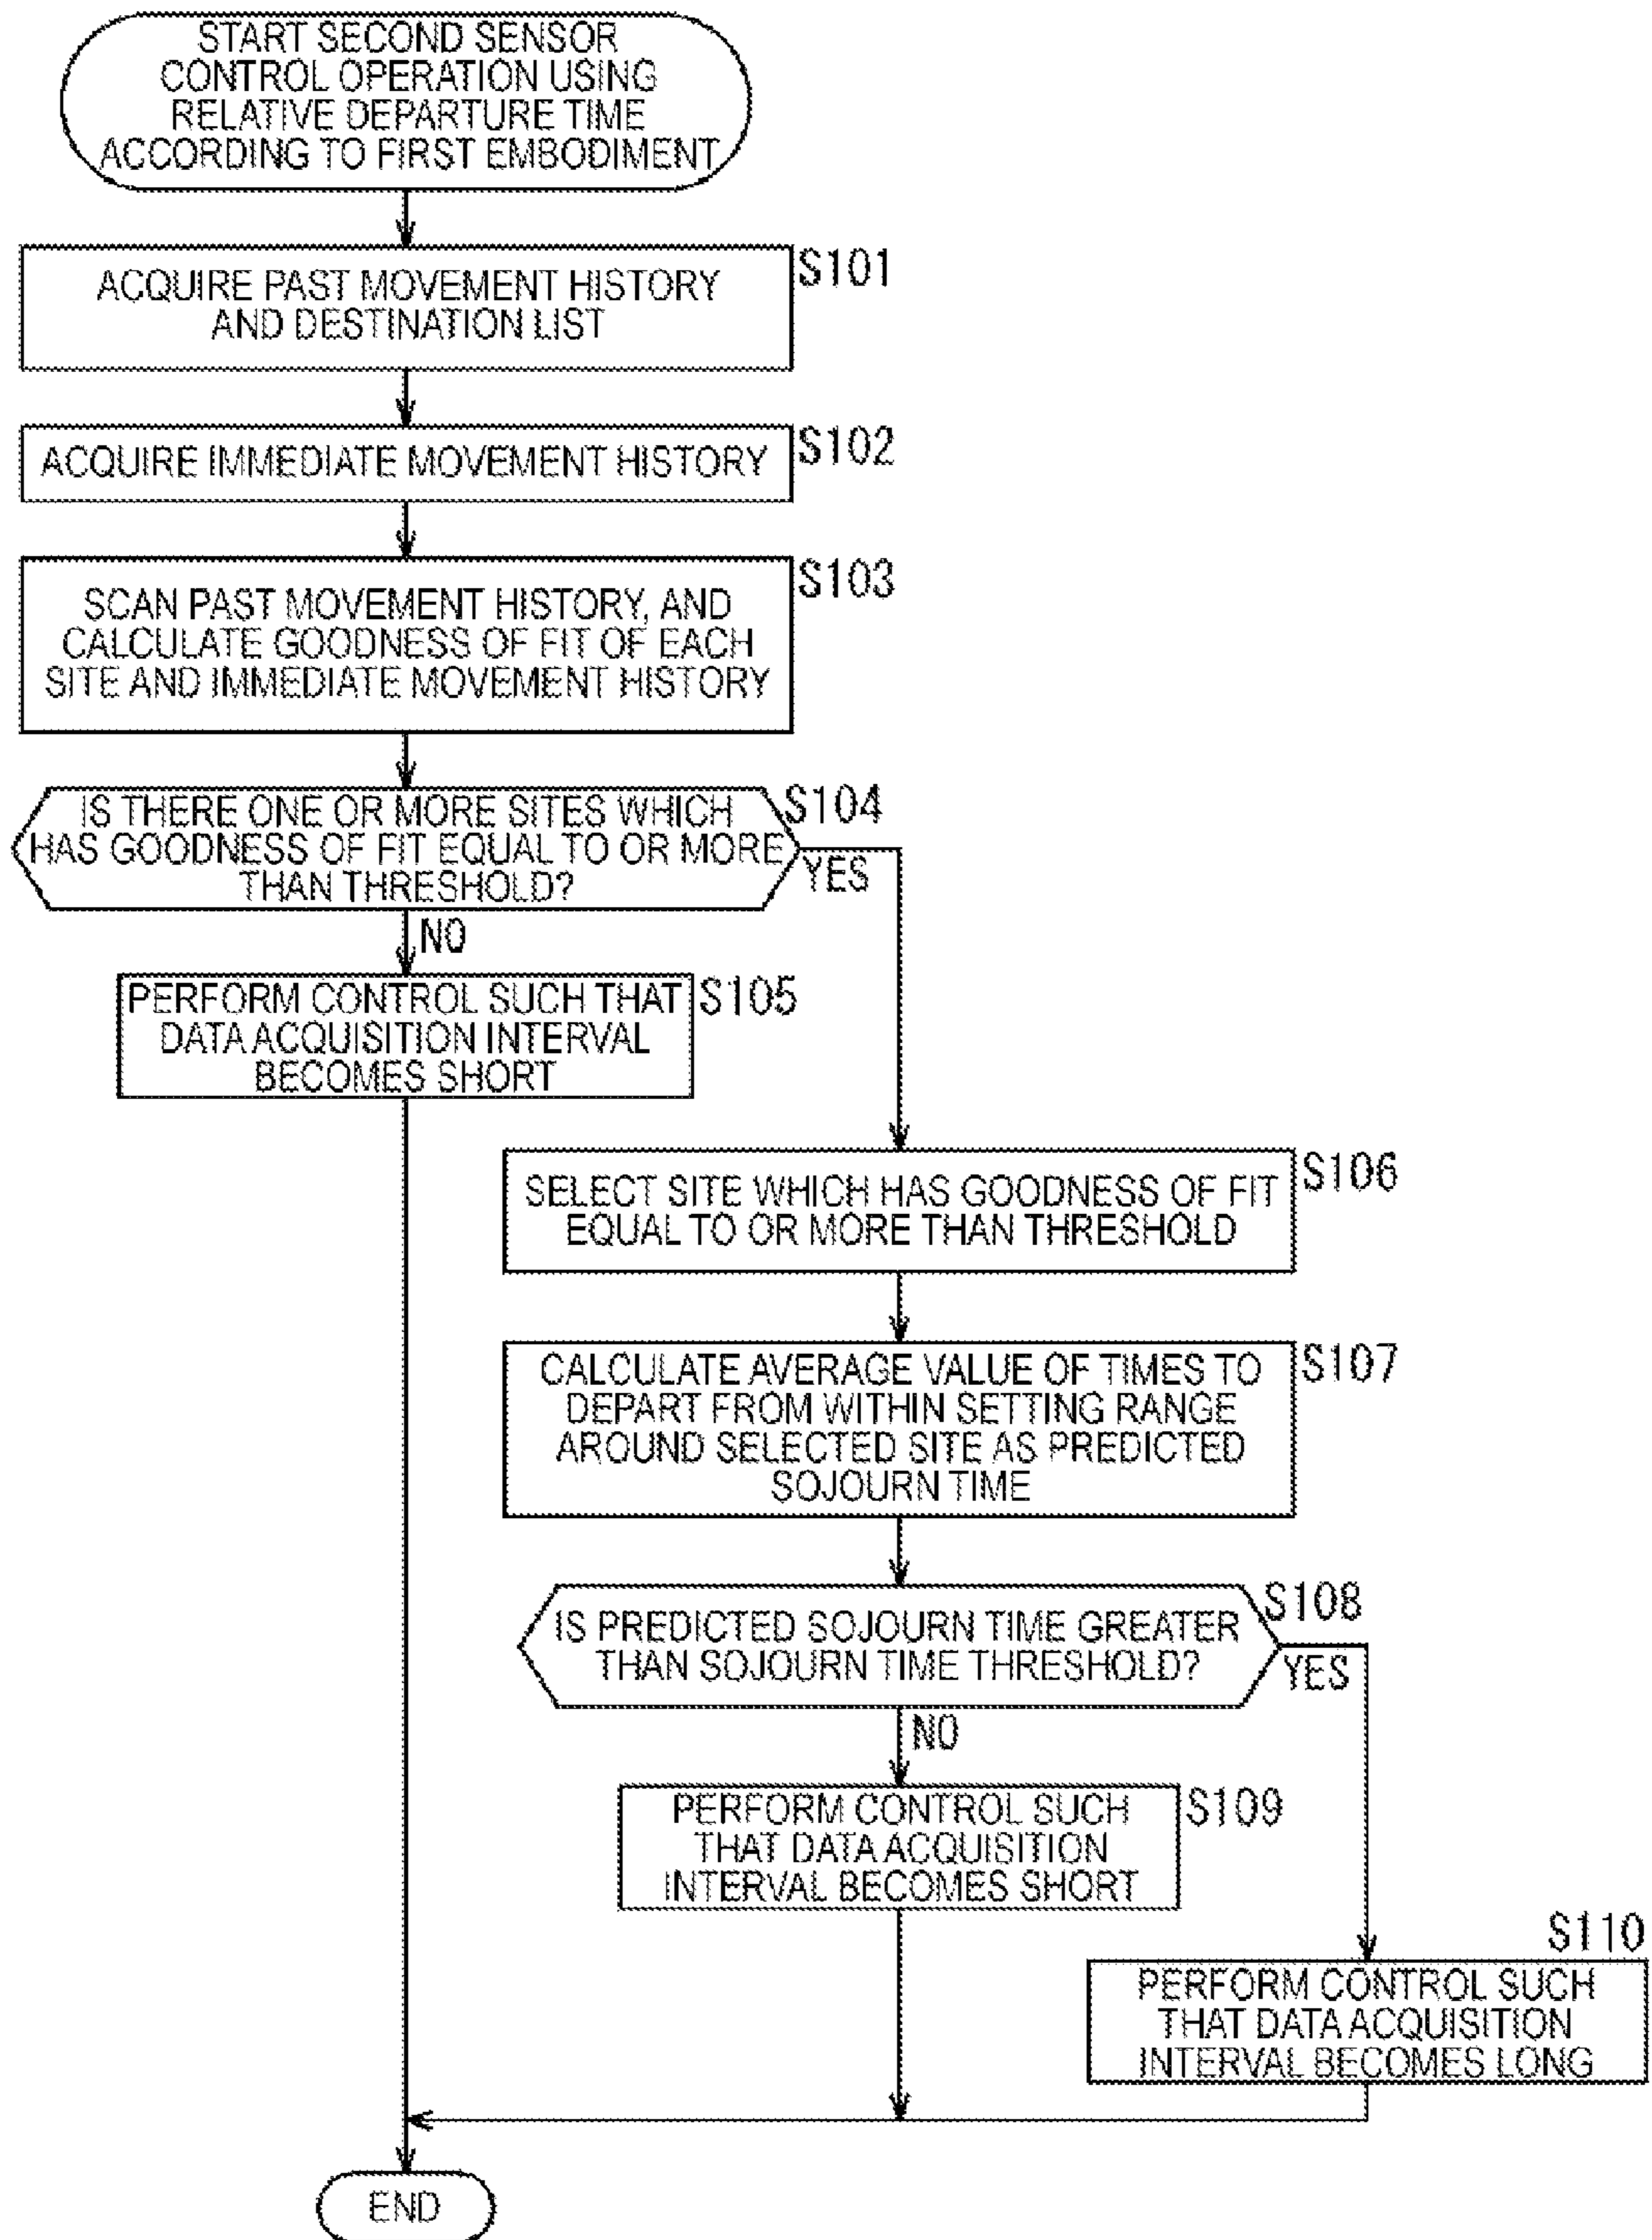 START SECOND SENSOR
CONTROL OPERATION USING
RELATIVE DEPARTURE TIME
ACCORDING TO FIRST EMBODIMENT
S101
ACQUIRE PAST MOVEMENT HISTORY
AND DESTINATION LIST
S102
ACQUIRE IMMEDIATE MOVEMENT HISTORY
S103
SCAN PAST MOVEMENT HISTORY, AND
CALCULATE GOODNESS OF FIT OF EACH
SITE AND IMMEDIATE MOVEMENT HISTORY
S104
IS THERE ONE OR MORE SITES WHICH
HAS GOODNESS OF FIT EQUAL TO OR MORE
THAN THRESHOLD?
YES
NO
S105
PERFORM CONTROL SUCH THAT
DATA ACQUISITION INTERVAL
BECOMES SHORT
S106
SELECT SITE WHICH HAS GOODNESS OF FIT
EQUAL TO OR MORE THAN THRESHOLD
S107
CALCULATE AVERAGE VALUE OF TIMES TO
DEPART FROM WITHIN SETTING RANGE
AROUND SELECTED SITE AS PREDICTED
SOJOURN TIME
S108
IS PREDICTED SOJOURN TIME GREATER
THAN SOJOURN TIME THRESHOLD?
YES
NO
S109
PERFORM CONTROL SUCH
THAT DATA ACQUISITION
INTERVAL BECOMES SHORT
S110
PERFORM CONTROL SUCH
THAT DATA ACQUISITION
INTERVAL BECOMES LONG
END